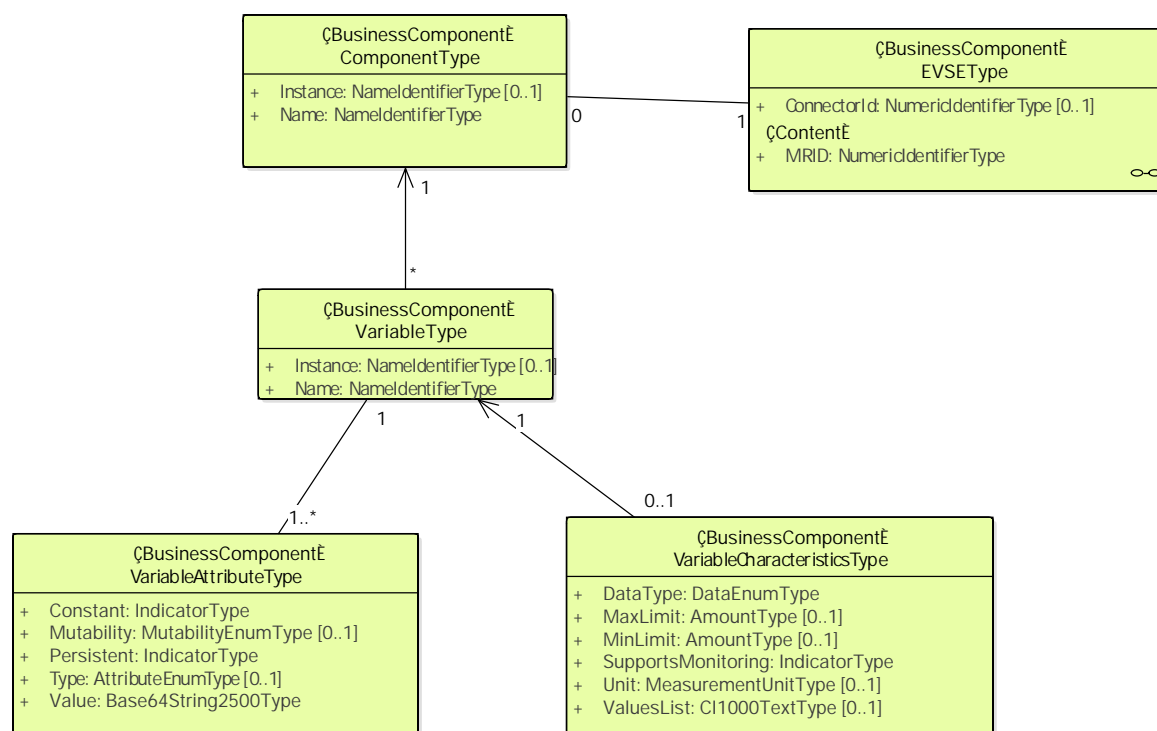 ÇBusinessComponentÈ
ComponentType
+ Instance: NameIdentifierType [0..1]
+ Name: NameIdentifierType
ÇBusinessComponentÈ
EVSEType
+ ConnectorId: NumericIdentifierType [0..1]
ÇContentÈ
+ MRID: NumericIdentifierType
0
1
1
*
ÇBusinessComponentÈ
VariableType
+ Instance: NameIdentifierType [0..1]
+ Name: NameIdentifierType
1
1
1..*
0..1
ÇBusinessComponentÈ
VariableAttributeType
+ Constant: IndicatorType
+ Mutability: MutabilityEnumType [0..1]
+ Persistent: IndicatorType
+ Type: AttributeEnumType [0..1]
+ Value: Base64String2500Type
ÇBusinessComponentÈ
VariableCharacteristicsType
+ DataType: DataEnumType
+ MaxLimit: AmountType [0..1]
+ MinLimit: AmountType [0..1]
+ SupportsMonitoring: IndicatorType
+ Unit: MeasurementUnitType [0..1]
+ ValuesList: CI1000TextType [0..1]